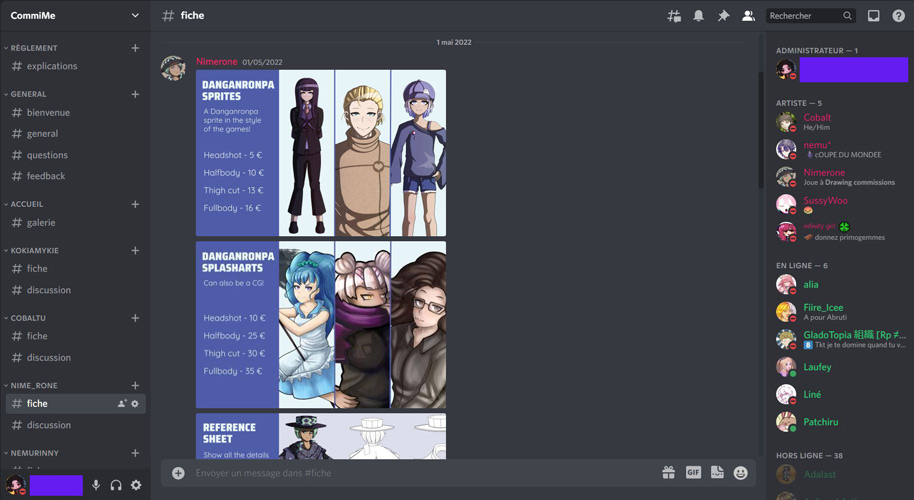 CommiMe
fiche
Rechercher
RÈGLEMENT
explications
GENERAL
bienvenue
general
questions
feedback
ACCUEIL
galerie
KOKIAMYKIE
fiche
discussion
COBALTU
fiche
discussion
NIME_RONE
fiche
discussion
NEMURINNY
1 mai 2022
Nimerone 01/05/2022
DANGANRONPA
SPRITES
A Danganronpa
sprite in the style
of the games!
Headshot - 5 €
Halfbody - 10 €
Thigh cut - 13 €
Fullbody - 16 €
DANGANRONPA
SPLASHARTS
Can also be a CG!
Headshot - 10 €
Halfbody - 25 €
Thigh cut - 30 €
Fullbody - 35 €
REFERENCE
SHEET
Show all the details
Envoyer un message dans #fiche
GIF
ADMINISTRATEUR — 1
ARTISTE — 5
Cobalt
He/Him
nemu*
cOUPE DU MONDEE
Nimerone
Joue à Drawing commissions
SussyWoo
donnez primogemmes
EN LIGNE — 6
alia
Fiire_Icee
A pour Abruti
GladoTopia 組織 [Rp ≠...
Tkt je te domine quand tu v...
Laufey
Liné
Patchiru
HORS LIGNE — 38
Adalast